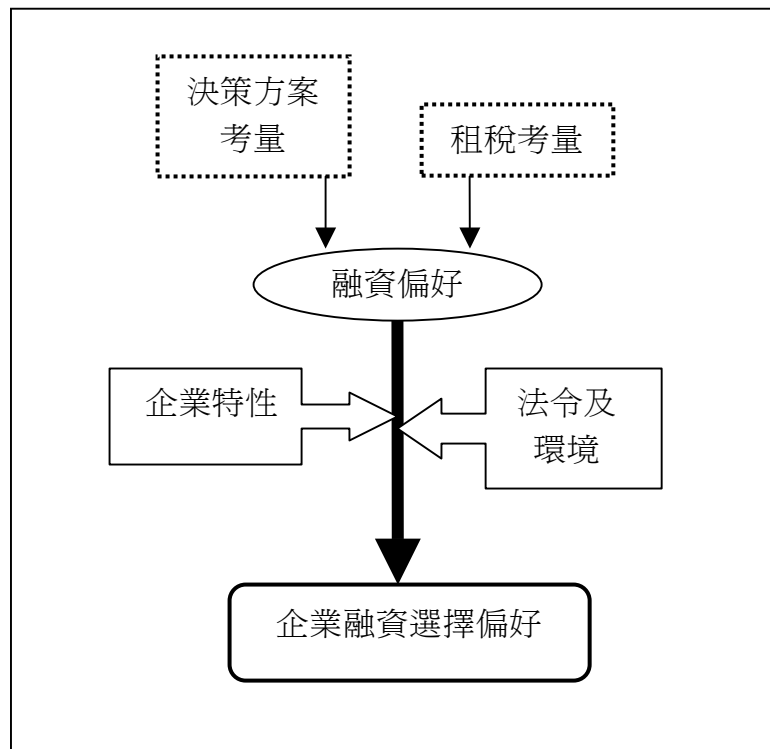 決策方案
考量
租稅考量
融資偏好
企業特性
法令及
環境
企業融資選擇偏好